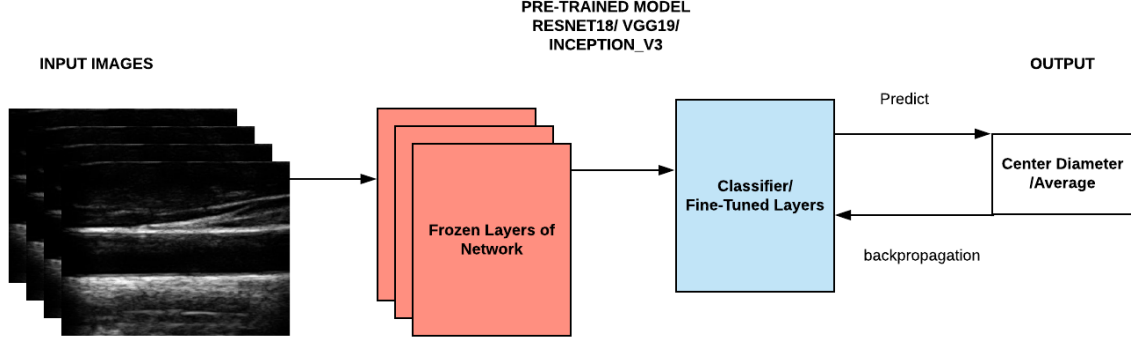 PRE-TRAINED MODEL
RESNET18/ VGG19/
INCEPTION_V3
INPUT IMAGES
OUTPUT
Predict
Center Diameter
/Average
Classifier/
Fine-Tuned Layers
Frozen Layers of
Network
backpropagation